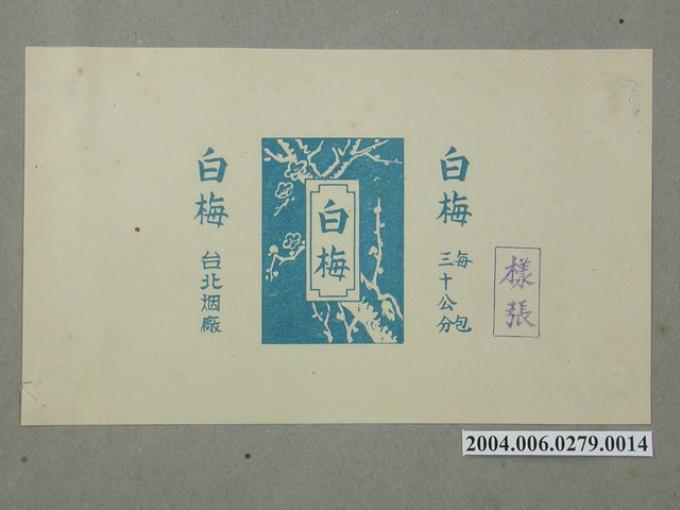 白梅
每包
三十公分
白梅
白梅
台北烟廠
樣張
2004.006.0279.0014